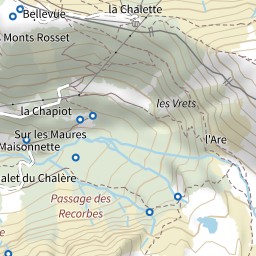 Bellevue
la Chalette
Monts Rosset
les Vrets
la Chapiot
Sur les Maures
l'Are
Maisonnette
alet du Chalère
Passage des
Recorbes